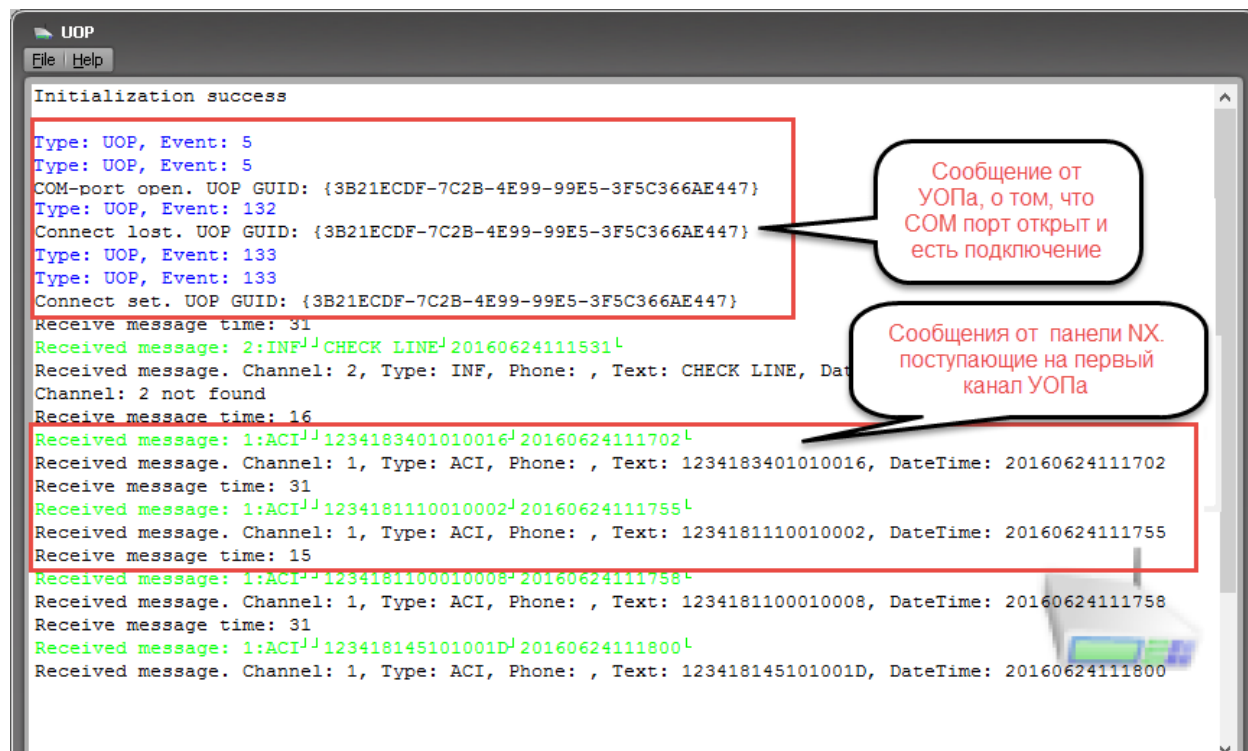 UOP
File Help
Initialization success
Type: UOP, Event: 5
Type: UOP, Event: 5
COM-port open. UOP GUID: {3B21ECDF-7C2B-4E99-99E5-3F5C366AE447}
Type: UOP, Event: 132
Connect lost. UOP GUID: {3B21ECDF-7C2B-4E99-99E5-3F5C366AE447}
Type: UOP, Event: 133
Type: UOP, Event: 133
Connect set. UOP GUID: {3B21ECDF-7C2B-4E99-99E5-3F5C366AE447}
Сообщение от
УОПа, о том, что
COM порт открыт и
есть подключение
Receive message time: 31
Received message: 2:INF┘┘CHECK LINE┘20160624111531└
Received message. Channel: 2, Type: INF, Phone: , Text: CHECK LINE, Dat
Channel: 2 not found
Сообщения от панели NX.
поступающие на первый
канал УОПа
Receive message time: 16
Received message: 1:ACI┘┘1234183401010016┘20160624111702└
Received message. Channel: 1, Type: ACI, Phone: , Text: 1234183401010016, DateTime: 20160624111702
Receive message time: 31
Received message: 1:ACI┘┘1234181110010002┘20160624111755└
Received message. Channel: 1, Type: ACI, Phone: , Text: 1234181110010002, DateTime: 20160624111755
Receive message time: 15
Received message: 1:ACI┘┘1234181100010008┘20160624111758└
Received message. Channel: 1, Type: ACI, Phone: , Text: 1234181100010008, DateTime: 20160624111758
Receive message time: 31
Received message: 1:ACI┘┘123418145101001D┘20160624111800└
Received message. Channel: 1, Type: ACI, Phone: , Text: 123418145101001D, DateTime: 20160624111800